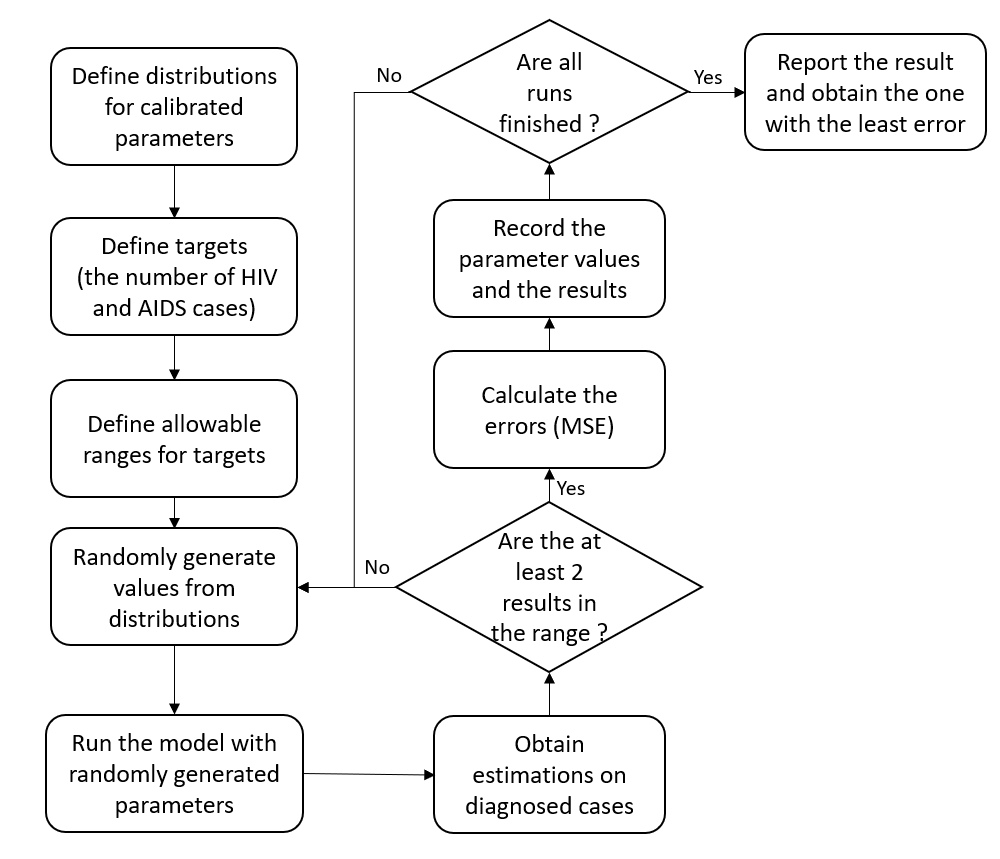 Define distributions
for calibrated
parameters
Define targets
(the number of HIV
and AIDS cases)
Define allowable
ranges for targets
Randomly generate
values from
distributions
Run the model with
randomly generated
parameters
Obtain
estimations on
diagnosed cases
Are the at
least 2
results in
the range ?
No
Yes
Calculate the
errors (MSE)
Record the
parameter values
and the results
Are all
runs
finished ?
No
Yes
Report the result
and obtain the one
with the least error